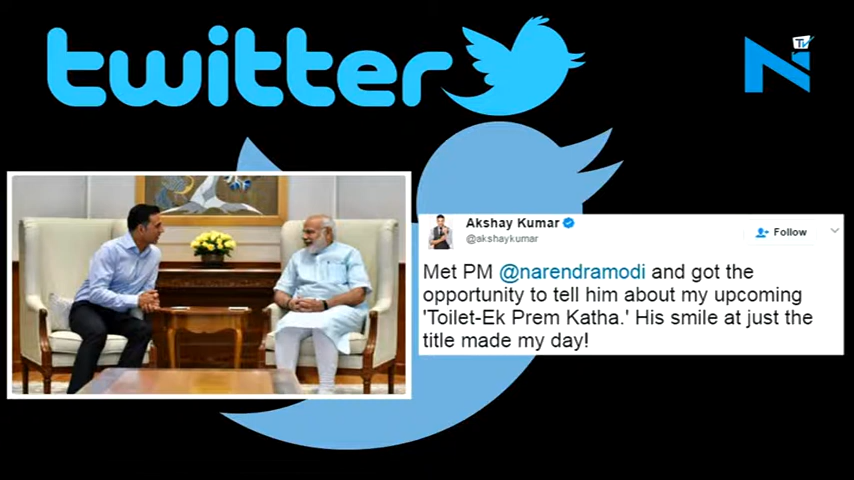 twitter
TV
N
Akshay Kumar
@akshaykumar
Follow
Met PM @narendramodi and got the
opportunity to tell him about my upcoming
'Toilet-Ek Prem Katha.' His smile at just the
title made my day!